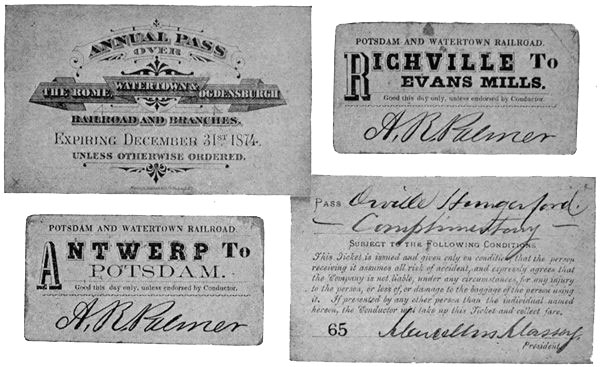 ANNUAL PASS
OVER
THE ROME, WATERTOWN & OGDENSBURGH
RAILROAD AND BRANCHES.
EXPIRING DECEMBER 31ST 1874.
UNLESS OTHERWISE ORDERED.
POTSDAM AND WATERTOWN RAILROAD.
RICHVILLE TO
EVANS MILLS.
Good this day only, unless endorsed by Conductor.
A. R. Palmer
POTSDAM AND WATERTOWN RAILROAD.
ANTWERP TO
POTSDAM.
Good this day only, unless endorsed by Conductor.
A. R. Palmer
PASS Orville Hungerford.
Complimentary
SUBJECT TO THE FOLLOWING CONDITIONS
This Ticket is issued and given only on condition that the person
receiving it assumes all risk of accident, and expressly agrees that
the Company is not liable, under any circumstances, for any injury
to the person, or loss of, or damage to the baggage of the person using
it. If presented by any other person than the individual named
hereon, the Conductor will take up this Ticket and collect fare.
65 Marcellus Massey
President